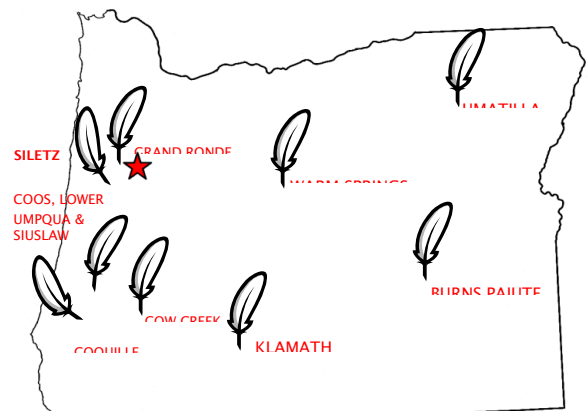 UMATILLA
GRAND RONDE
SILETZ
WARM SPRINGS
COOS, LOWER
UMPQUA &
SIUSLAW
BURNS PAIUTE
COW CREEK
COQUILLE
KLAMATH